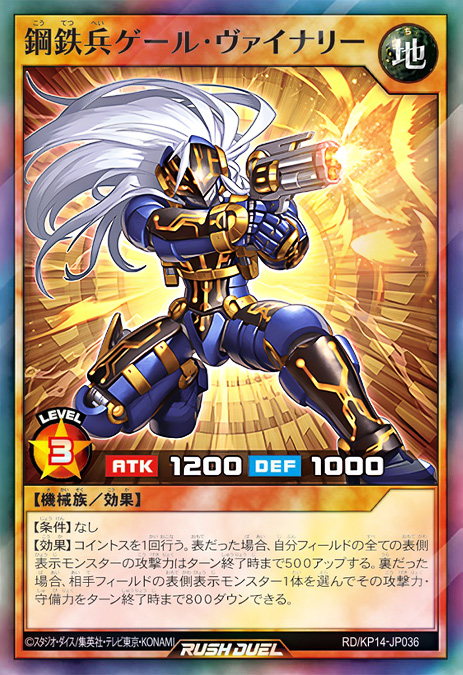 こう てつ へい
鋼鉄兵ゲール・ヴァイナリー
ち
地
LEVEL
3
ATK 1200 DEF 1000
【機械族／効果】
【条件】なし
【効果】コイントスを1回行う。表だった場合、自分フィールドの全ての表側
表示モンスターの攻撃力はターン終了時まで500アップする。裏だった
場合、相手フィールドの表側表示モンスター1体を選んでその攻撃力・
守備力をターン終了時まで800ダウンできる。
©スタジオ・ダイス/集英社・テレビ東京・KONAMI
RUSH DUEL
RD/KP14-JP036